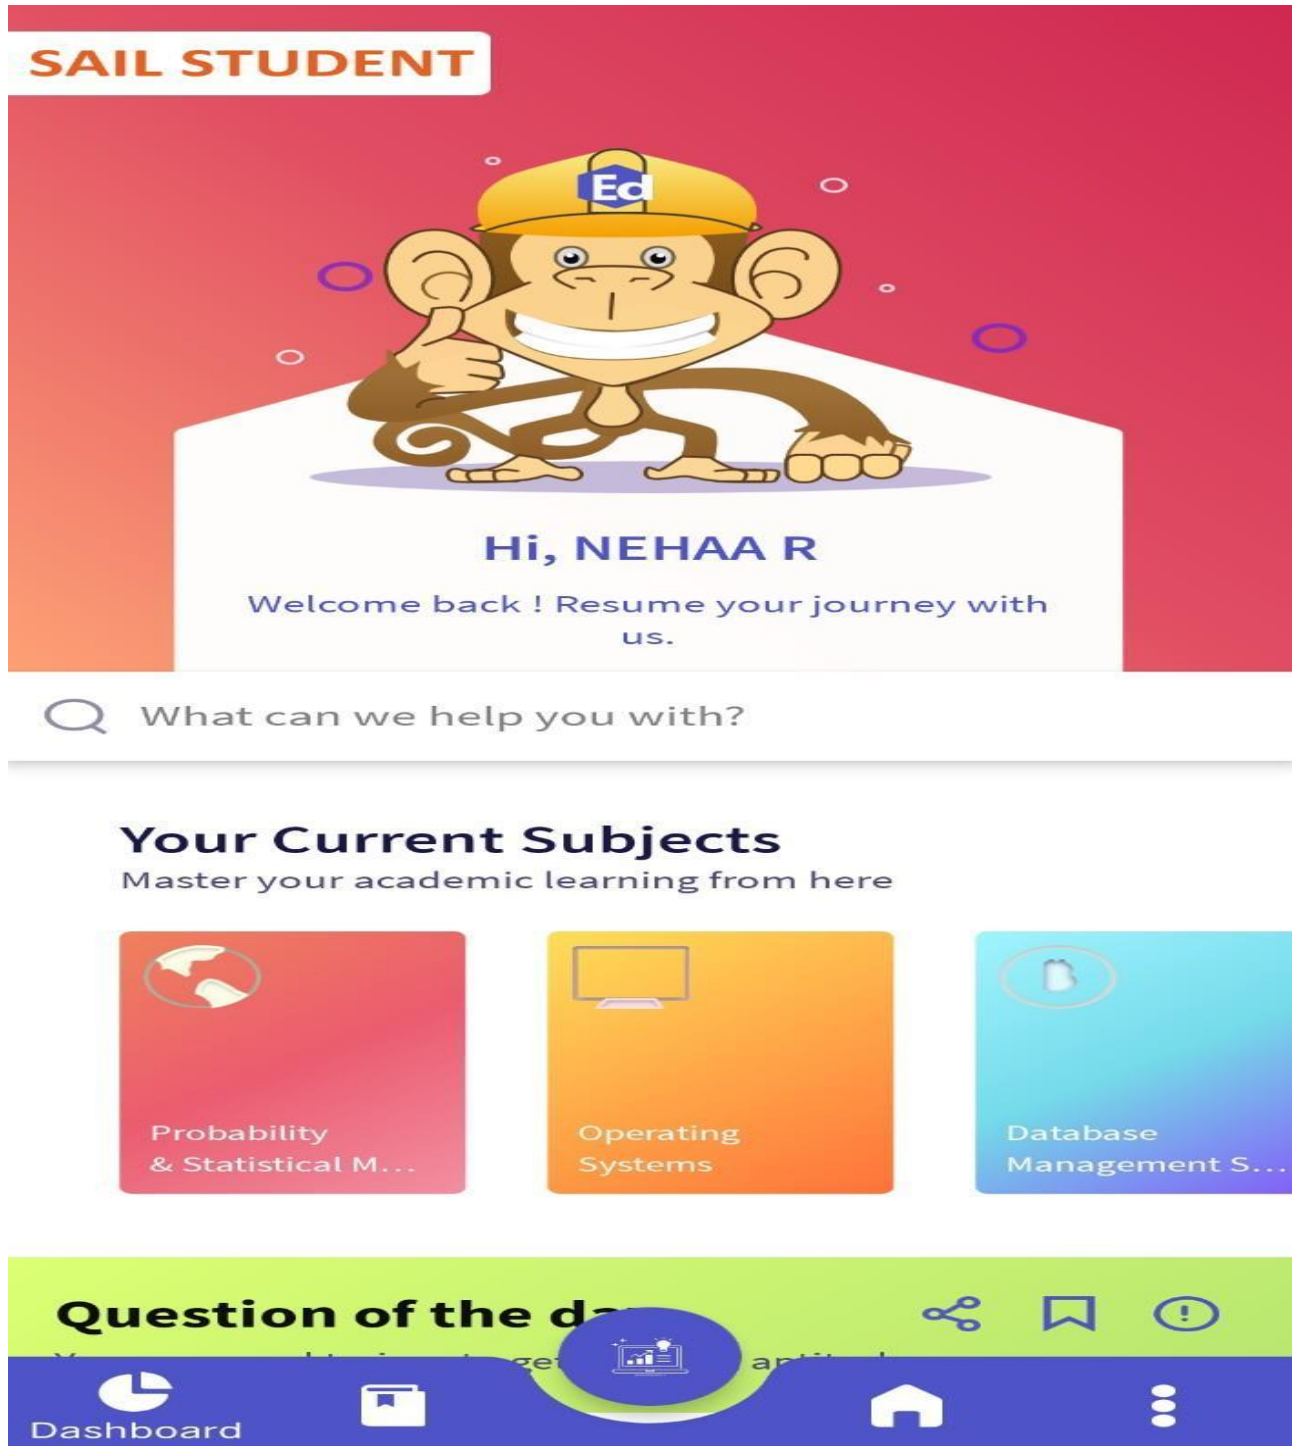 SAIL STUDENT
Ed
Hi, NEHAA R
Welcome back ! Resume your journey with
us.
What can we help you with?
Your Current Subjects
Master your academic learning from here
Probability
& Statistical M...
Operating
Systems
Database
Management S...
Question of the
Dashboard